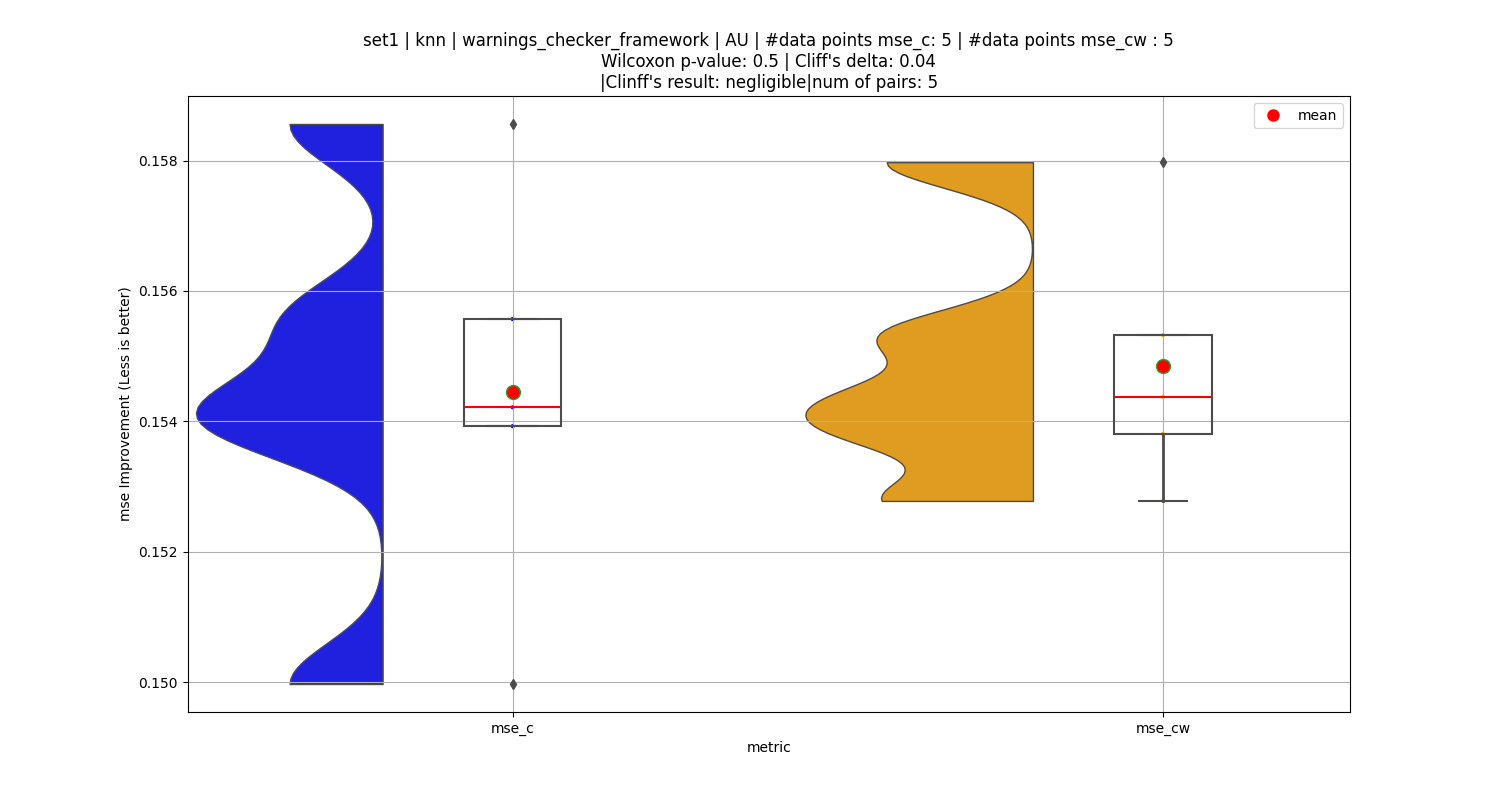 set1 | knn | warnings_checker_framework | AU | #data points mse_c: 5 | #data points mse_cw : 5
Wilcoxon p-value: 0.5 | Cliff's delta: 0.04
|Clinff's result: negligible|num of pairs: 5
mean
mse Improvement (Less is better)
0.158
0.156
0.154
0.152
0.150
mse_c
mse_cw
metric